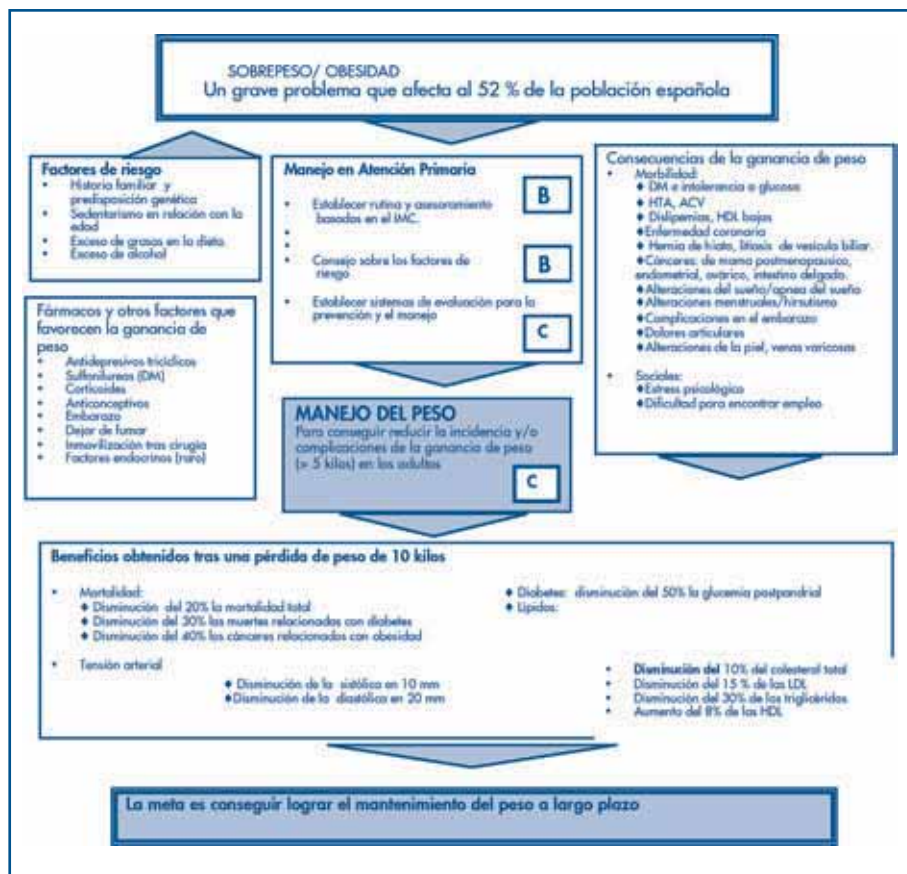 SOBREPESO/ OBESIDAD
Un grave problema que afecta al 52 % de la población española
Factores de riesgo
• Historia familiar y
predisposición genética
• Sedentarismo en relación con la
edad
• Exceso de grasas en la dieta.
• Exceso de alcohol
Fármacos y otros factores que
favorecen la ganancia de
peso
• Antidepresivos tricíclicos
• Sulfonilureas (DM)
• Corticoides
• Anticonceptivos
• Embarazo
• Dejar de fumar
• Inmovilización tras cirugía
• Factores endocrinos (raro)
Manejo en Atención Primaria
• Establecer rutina y asesoramiento
basados en el IMC.
B
•
•
• Consejo sobre los factores de
riesgo
B
• Establecer sistemas de evaluación para la
prevención y el manejo
C
MANEJO DEL PESO
Para conseguir reducir la incidencia y/o
complicaciones de la ganancia de peso
(> 5 kilos) en los adultos
C
Consecuencias de la ganancia de peso
• Morbilidad:
♦ DM e intolerancia a glucosa
♦ HTA, ACV
♦ Dislipemias, HDL bajas
♦Enfermedad coronaria
♦ Hernia de hiato, litiosis de vesícula biliar.
♦Cánceres: de mama postmenopausico,
endometrial, ovárico, intestino delgado.
♦Alteraciones del sueño/apnea del sueño
♦Alteraciones menstruales/hirsutismo
♦Complicaciones en el embarazo
♦Dolores articulares
♦Alteraciones de la piel, venas varicosas
• Sociales:
♦Estress psicológico
♦Dificultad para encontrar empleo
Beneficios obtenidos tras una pérdida de peso de 10 kilos
• Mortalidad:
♦ Disminución del 20% la mortalidad total
♦ Disminución del 30% las muertes relacionados con diabetes
♦ Disminución del 40% los cánceres relacionados con obesidad
• Tensión arterial
♦ Disminución de la sistólica en 10 mm
♦Disminución de la diastólica en 20 mm
♦ Diabetes: disminución del 50% la glucemia postpandrial
♦ Lípidos:
• Disminución del 10% del colesterol total
• Disminución del 15 % de las LDL
• Disminución del 30% de los triglicéridos
• Aumento del 8% de las HDL
La meta es conseguir lograr el mantenimiento del peso a largo plazo